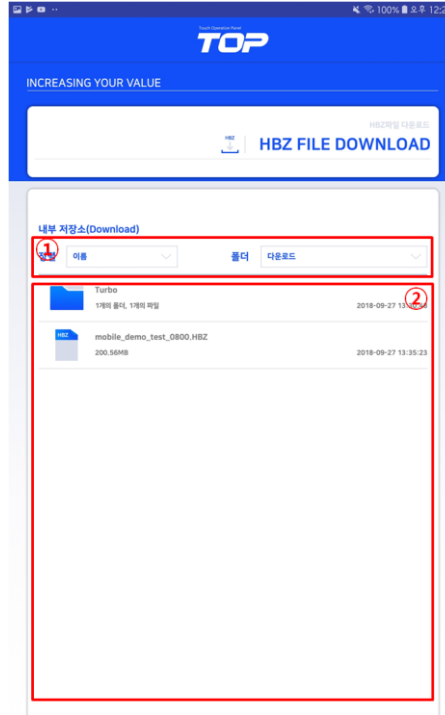 100% 오후 12:2
Touch Operation Panel
TOP
INCREASING YOUR VALUE
HBZ파일 다운로드
HBZ
HBZ FILE DOWNLOAD
내부 저장소(Download)
① 정렬 이름 폴더 다운로드
②
Turbo
1개의 폴더, 1개의 파일 2018-09-27 13:
HBZ
mobile_demo_test_0800.HBZ
200.56MB 2018-09-27 13:35:23